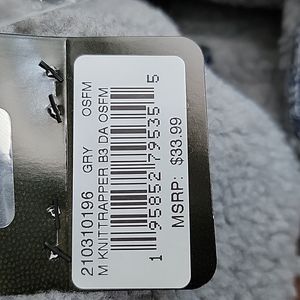 210310196 GRY OSFM
M KNITTRAPPER B3 DA OSFM
1 95852 79535 5
MSRP: $33.99